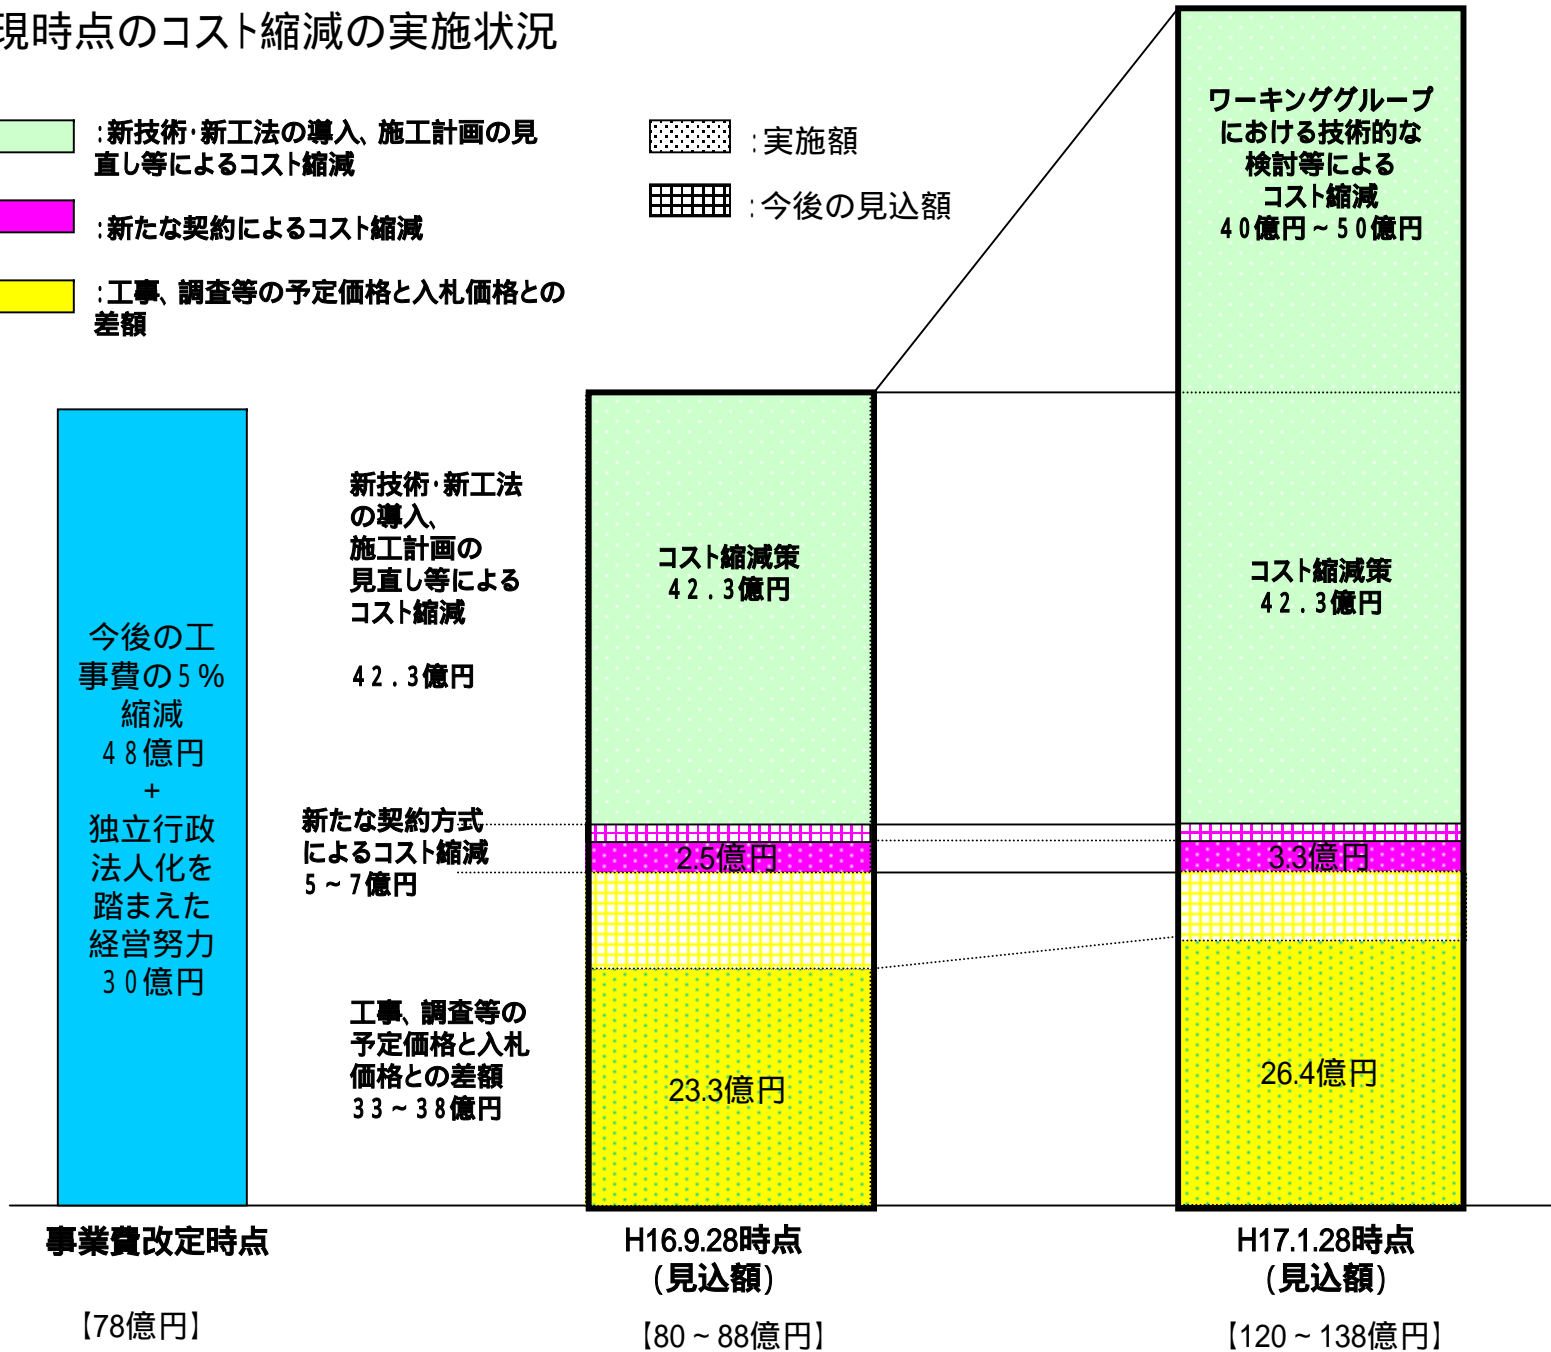 現時点のコスト縮減の実施状況
:新技術・新工法の導入、施工計画の見
直し等によるコスト縮減
:新たな契約によるコスト縮減
:工事、調査等の予定価格と入札価格との
差額
:実施額
:今後の見込額
ワーキンググループ
における技術的な
検討等による
コスト縮減
40億円~50億円
新技術・新工法
の導入、
施工計画の
見直し等による
コスト縮減
42.3億円
コスト縮減策
42.3億円
コスト縮減策
42.3億円
今後の工
事費の5%
縮減
48億円
+
独立行政
法人化を
踏まえた
経営努力
30億円
新たな契約方式
によるコスト縮減
5~7億円
2.5億円
3.3億円
工事、調査等の
予定価格と入札
価格との差額
33~38億円
23.3億円
26.4億円
事業費改定時点
【78億円】
H16.9.28時点
(見込額)
【80~88億円】
H17.1.28時点
(見込額)
【120~138億円】